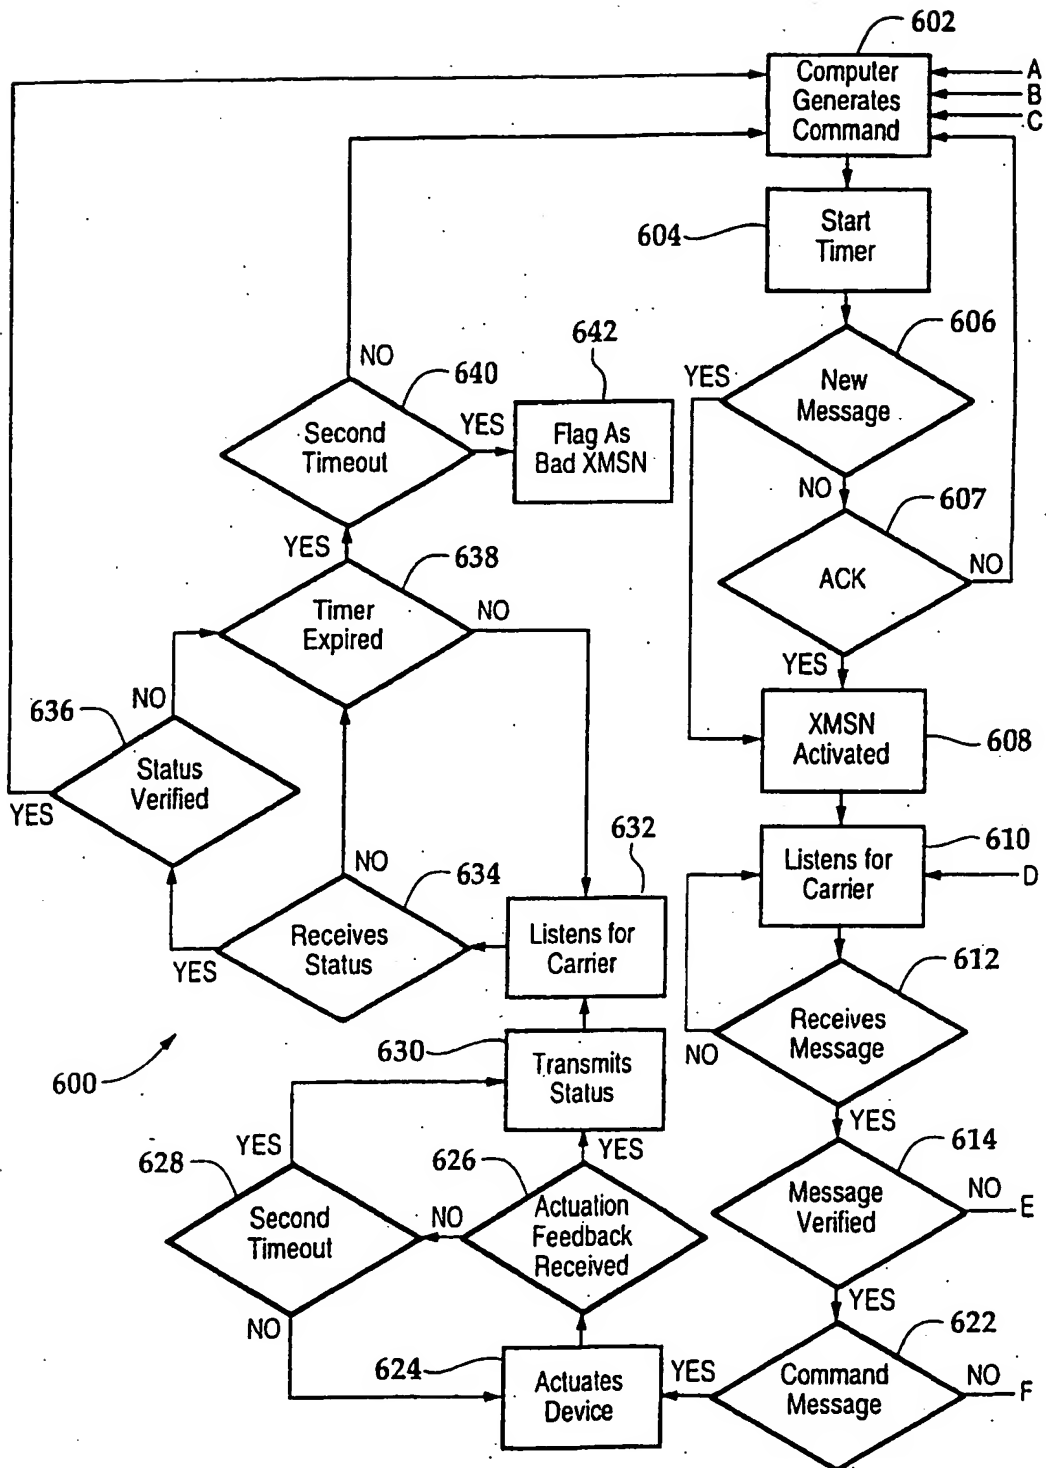 602
Computer
Generates
Command
A
B
C
604
Start
Timer
606
YES
New
Message
NO
607
ACK
NO
YES
XMSN
Activated
608
610
Listens for
Carrier
D
612
Receives
Message
NO
YES
614
Message
Verified
NO
E
YES
622
Command
Message
NO
F
YES
624
Actuates
Device
626
Actuation
Feedback
Received
YES
NO
628
Second
Timeout
YES
NO
630
Transmits
Status
632
Listens for
Carrier
634
Receives
Status
NO
YES
636
Status
Verified
NO
YES
638
Timer
Expired
NO
YES
640
Second
Timeout
NO
YES
642
Flag As
Bad XMSN
600